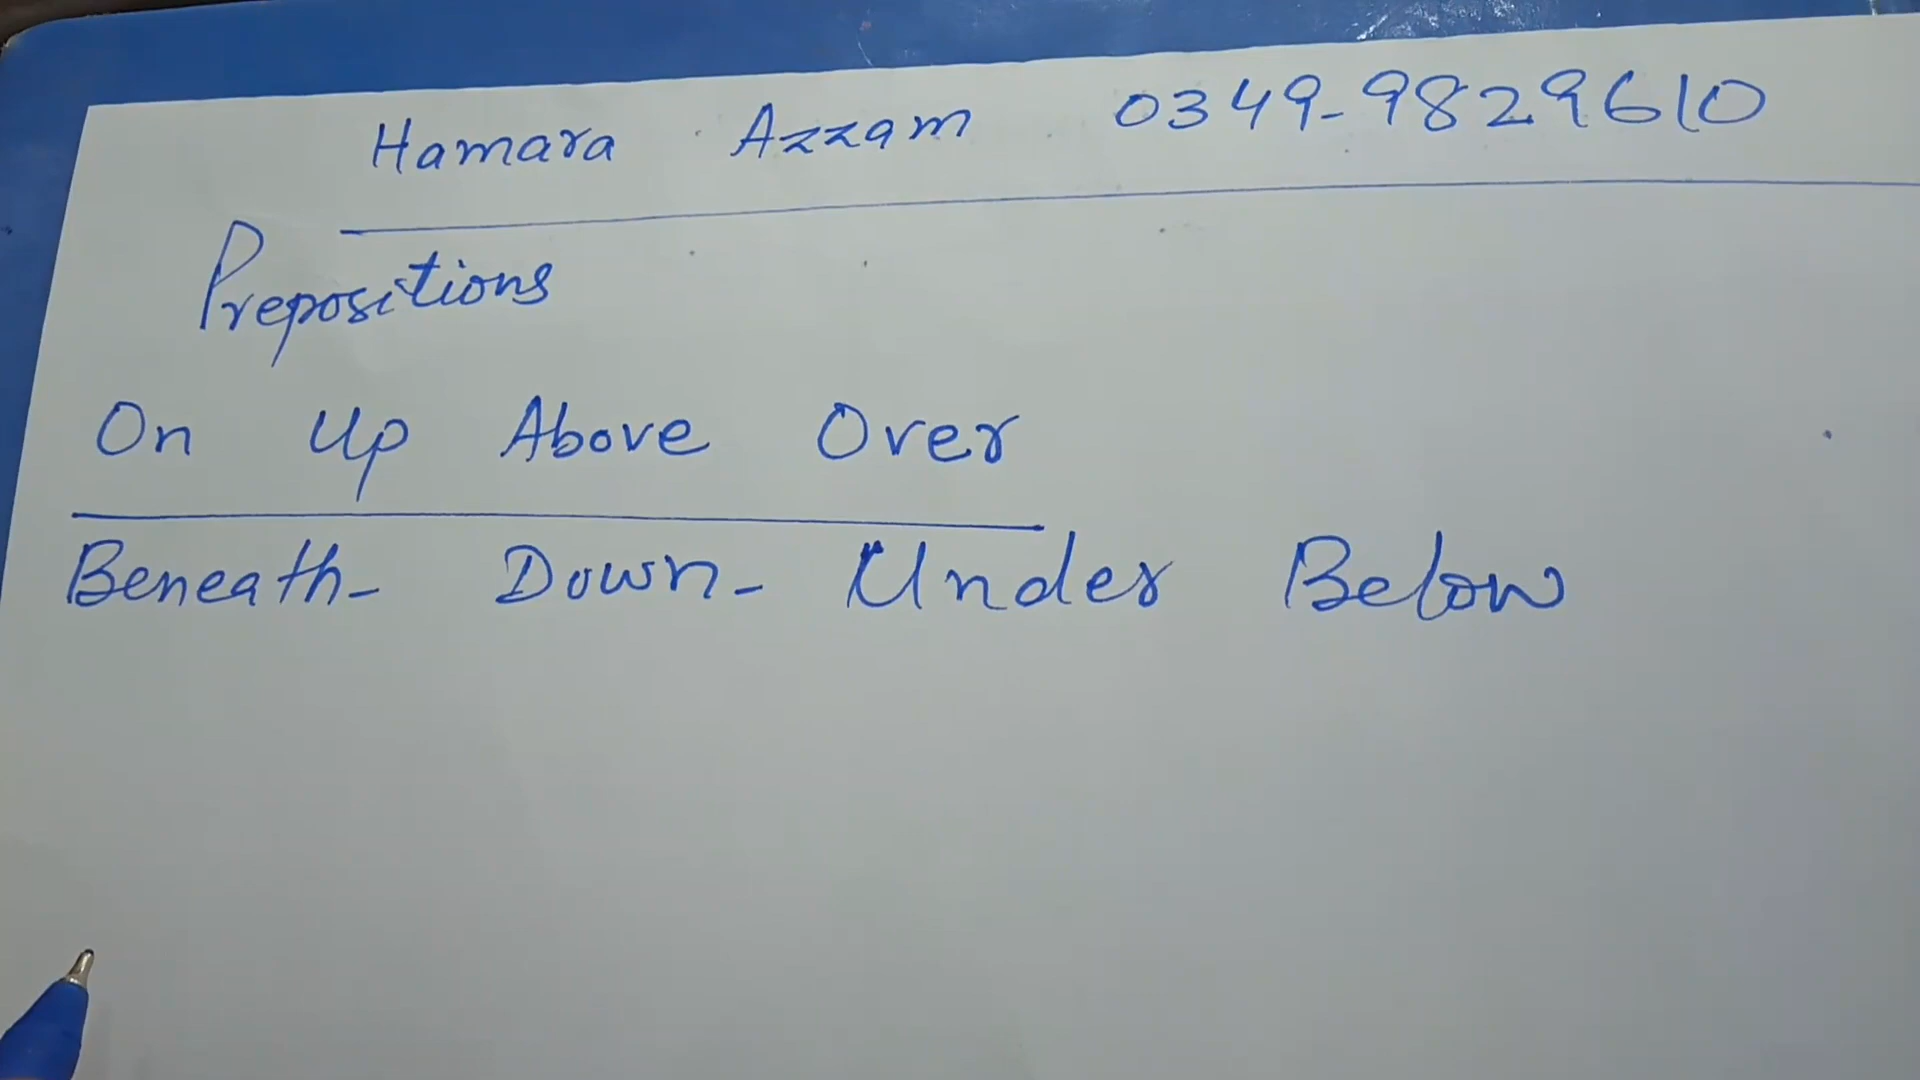 Hamara Azzam 0349-9829610
Prepositions
On Up Above Over
Beneath- Down- Under Below